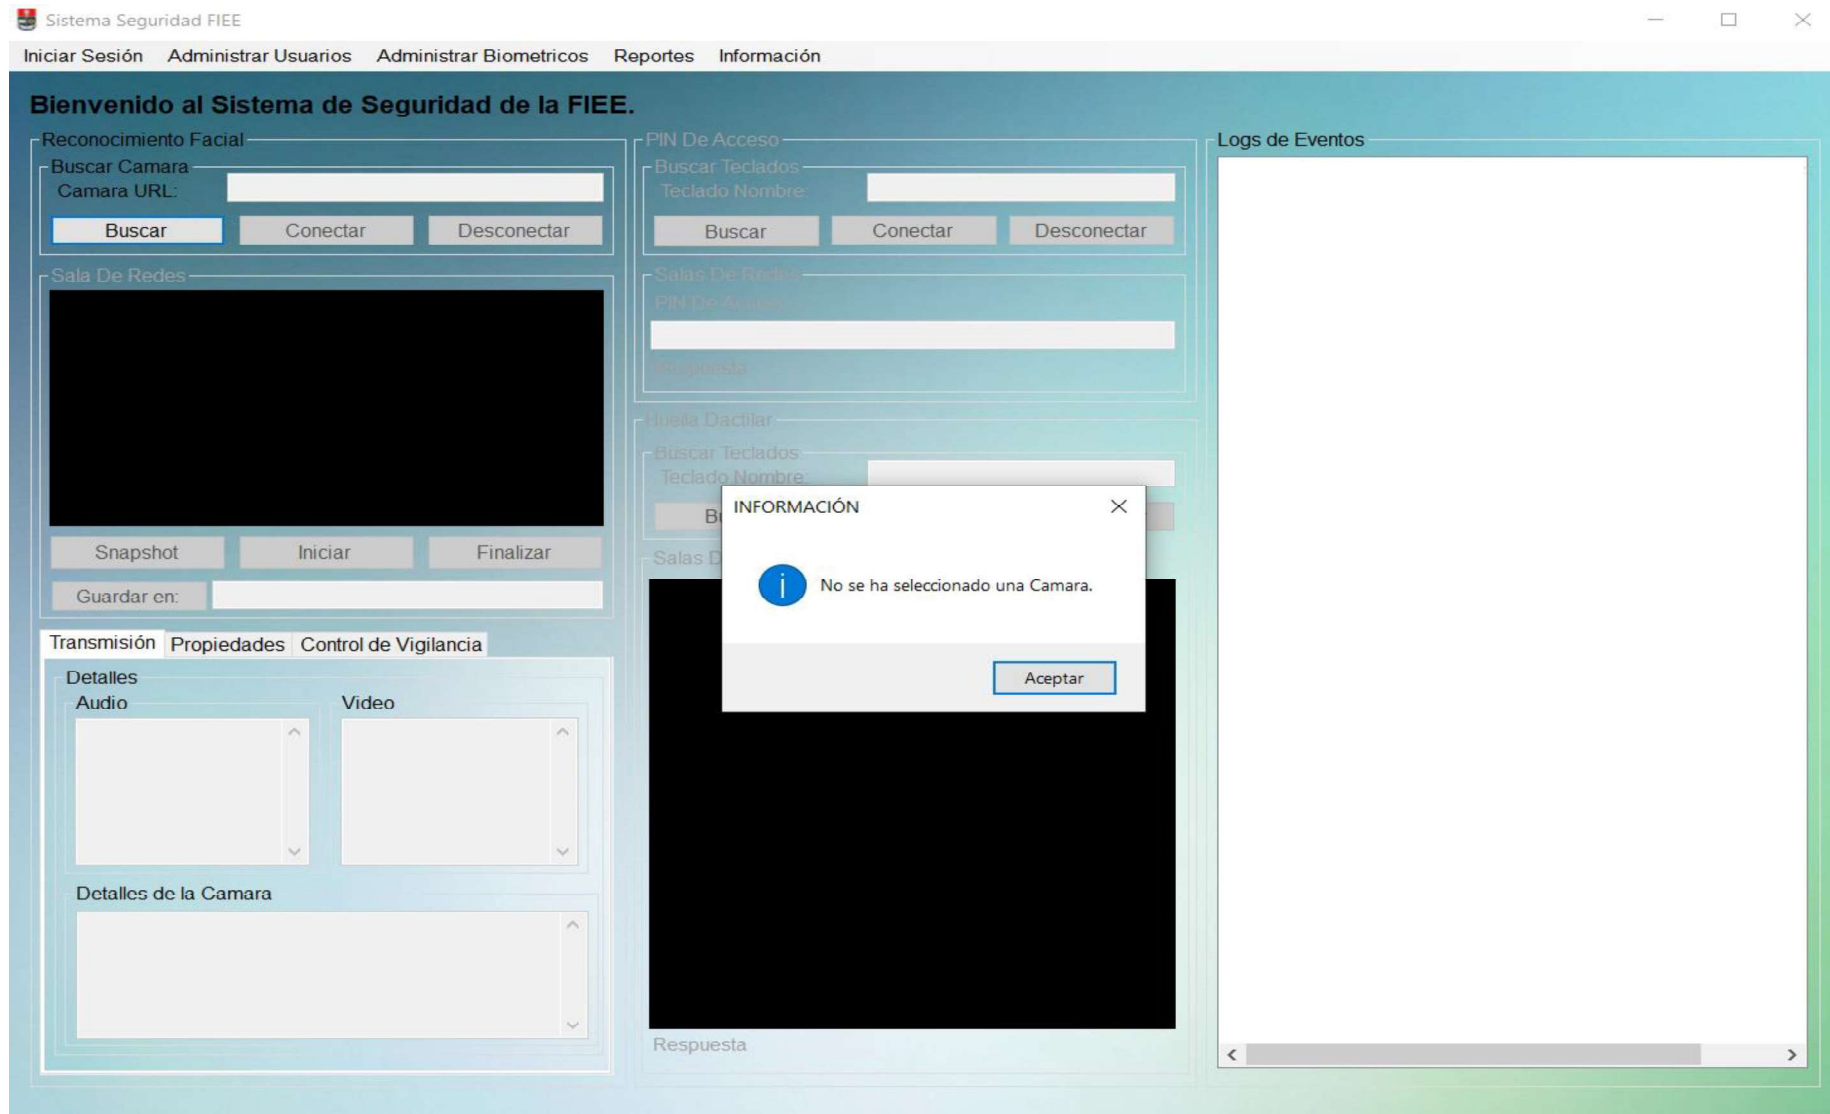 Sistema Seguridad FIEE
Iniciar Sesión Administrar Usuarios Administrar Biometricos Reportes Información
Bienvenido al Sistema de Seguridad de la FIEE.
Reconocimiento Facial
Buscar Camara
Camara URL:
Buscar Conectar Desconectar
Sala De Redes
Snapshot Iniciar Finalizar
Guardar en:
Transmisión Propiedades Control de Vigilancia
Detalles
Audio Video
Detalles de la Camara
PIN De Acceso
Buscar Teclados
Teclado Nombre:
Buscar Conectar Desconectar
Salas De Redes
PIN De Acceso
Respuesta
Huella Dactilar
Buscar Teclados
Teclado Nombre:
Salas
Respuesta
INFORMACIÓN
No se ha seleccionado una Camara.
Aceptar
Logs de Eventos